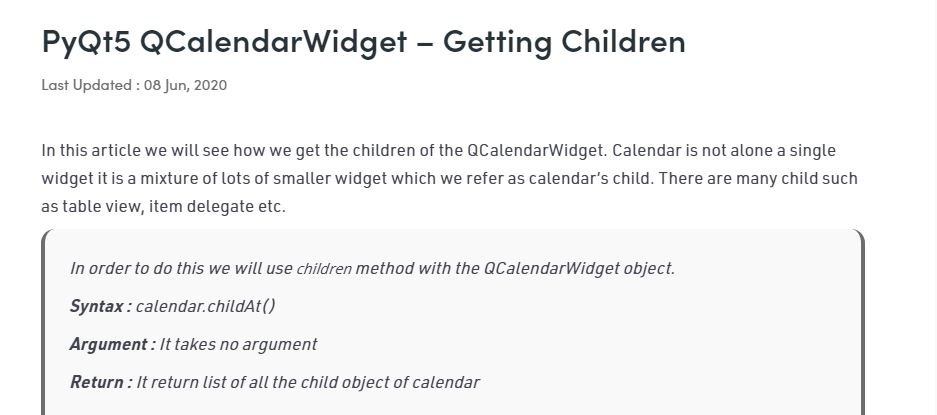 PyQt5 QCalendarWidget – Getting Children
Last Updated : 08 Jun, 2020
In this article we will see how we get the children of the QCalendarWidget. Calendar is not alone a single
widget it is a mixture of lots of smaller widget which we refer as calendar’s child. There are many child such
as table view, item delegate etc.
In order to do this we will use children method with the QCalendarWidget object.
Syntax : calendar.childAt()
Argument : It takes no argument
Return : It return list of all the child object of calendar